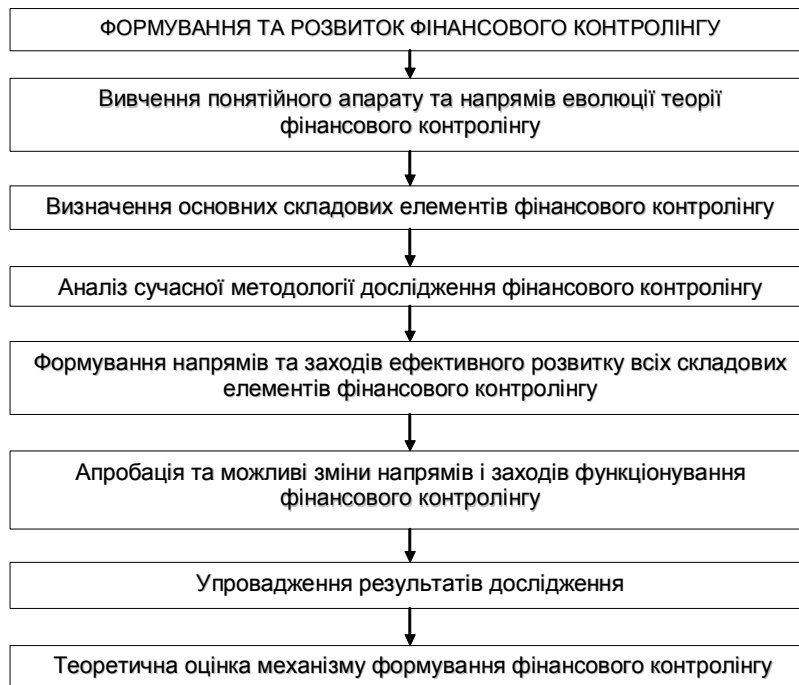 ФОРМУВАННЯ ТА РОЗВИТОК ФІНАНСОВОГО КОНТРОЛІНГУ
Вивчення понятійного апарату та напрямів еволюції теорії
фінансового контролінгу
Визначення основних складових елементів фінансового контролінгу
Аналіз сучасної методології дослідження фінансового контролінгу
Формування напрямів та заходів ефективного розвитку всіх складових
елементів фінансового контролінгу
Апробація та можливі зміни напрямів і заходів функціонування
фінансового контролінгу
Упровадження результатів дослідження
Теоретична оцінка механізму формування фінансового контролінгу